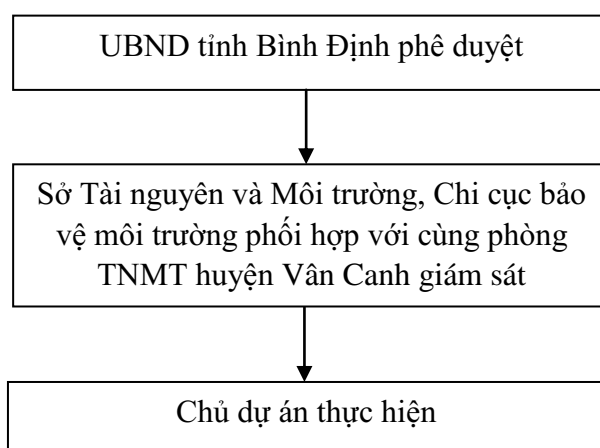 UBND tỉnh Bình Định phê duyệt
Sở Tài nguyên và Môi trường, Chi cục bảo
vệ môi trường phối hợp với cùng phòng
TNMT huyện Vân Canh giám sát
Chủ dự án thực hiện